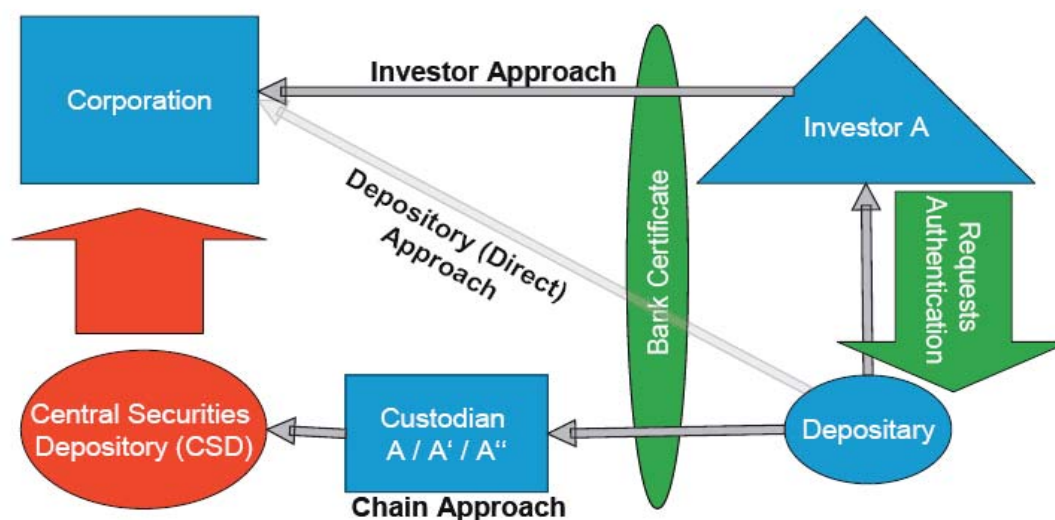 Investor Approach
Corporation
Investor A
Depository (Direct)
Approach
Bank Certificate
Requests
Authentication
Central Securities
Depository (CSD)
Custodian
A / A‘ / A“
Depositary
Chain Approach